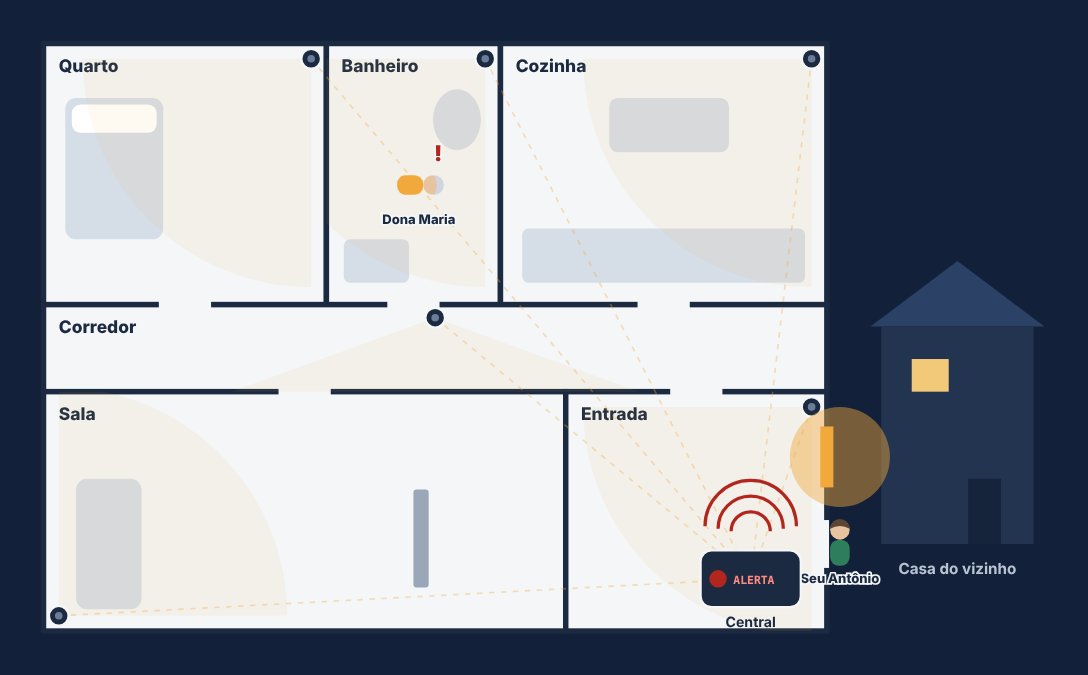 Quarto
Banheiro
Cozinha
!
Dona Maria
Corredor
Sala
Entrada
ALERTA
Seu Antônio
Casa do vizinho
Central